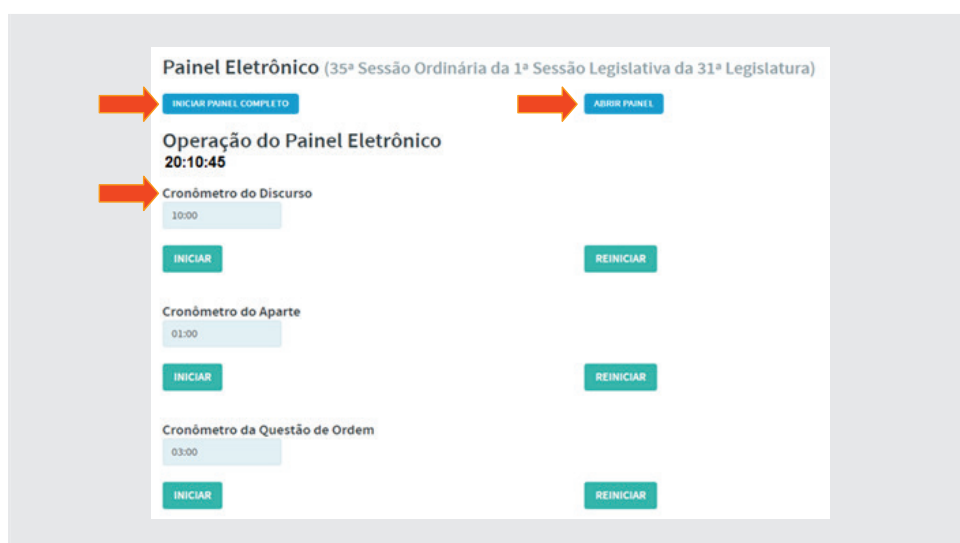 Painel Eletrônico (35ª Sessão Ordinária da 1ª Sessão Legislativa da 31ª Legislatura)
INICIAR PAINEL COMPLETO ABRIR PAINEL
Operação do Painel Eletrônico
20:10:45
Cronômetro do Discurso
10:00
INICIAR REINICIAR
Cronômetro do Aparte
01:00
INICIAR REINICIAR
Cronômetro da Questão de Ordem
03:00
INICIAR REINICIAR